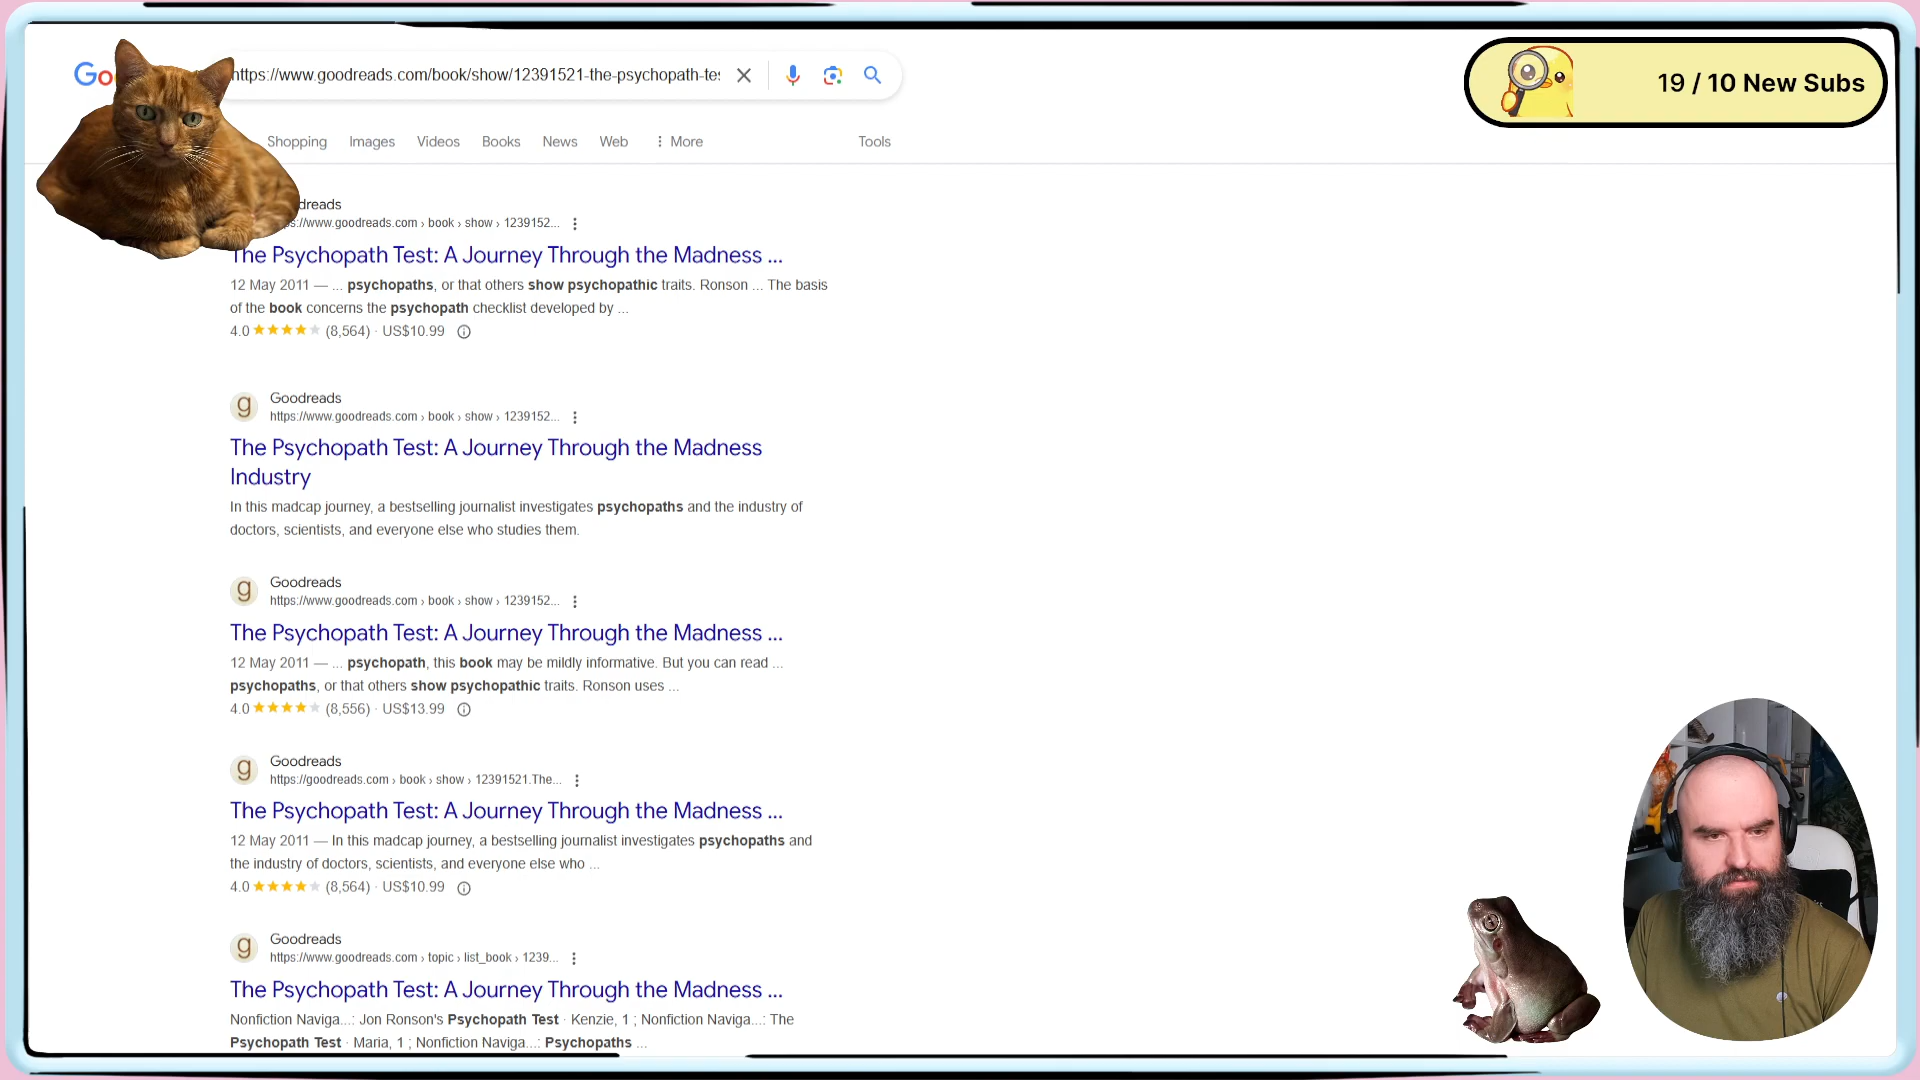 Go
https://www.goodreads.com/book/show/12391521-the-psychopath-tes
19 / 10 New Subs
Shopping Images Videos Books News Web More Tools
dreads
s://www.goodreads.com › book › show › 1239152...
The Psychopath Test: A Journey Through the Madness ...
12 May 2011 — ... psychopaths, or that others show psychopathic traits. Ronson ... The basis
of the book concerns the psychopath checklist developed by ...
4.0 (8,564) · US$10.99
g Goodreads
https://www.goodreads.com › book › show › 1239152...
The Psychopath Test: A Journey Through the Madness
Industry
In this madcap journey, a bestselling journalist investigates psychopaths and the industry of
doctors, scientists, and everyone else who studies them.
g Goodreads
https://www.goodreads.com › book › show › 1239152...
The Psychopath Test: A Journey Through the Madness ...
12 May 2011 — ... psychopath, this book may be mildly informative. But you can read ...
psychopaths, or that others show psychopathic traits. Ronson uses ...
4.0 (8,556) · US$13.99
g Goodreads
https://goodreads.com › book › show › 12391521.The...
The Psychopath Test: A Journey Through the Madness ...
12 May 2011 — In this madcap journey, a bestselling journalist investigates psychopaths and
the industry of doctors, scientists, and everyone else who ...
4.0 (8,564) · US$10.99
g Goodreads
https://www.goodreads.com › topic › list_book › 1239...
The Psychopath Test: A Journey Through the Madness ...
Nonfiction Naviga...: Jon Ronson's Psychopath Test · Kenzie, 1 ; Nonfiction Naviga...: The
Psychopath Test · Maria, 1 ; Nonfiction Naviga...: Psychopaths ...